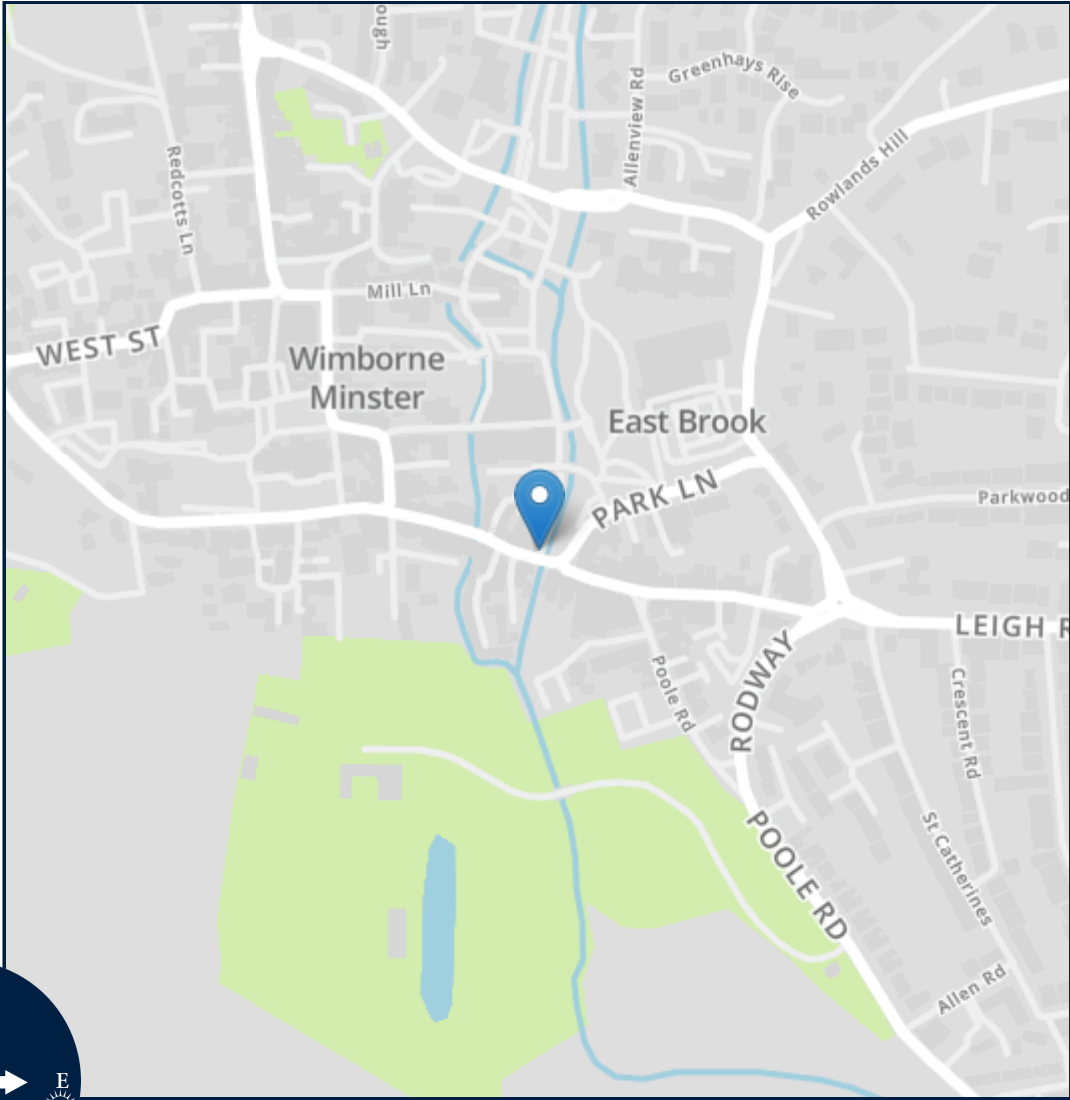 ough
Allenview Rd
Greenhays Rise
Rowlands Hill
Redcotts Ln
Mill Ln
WEST ST
Wimborne
Minster
East Brook
PARK LN
Parkwood
LEIGH R
RODWAY
Poole Rd
Crescent Rd
POOLE RD
St Catherines
Allen Rd
E